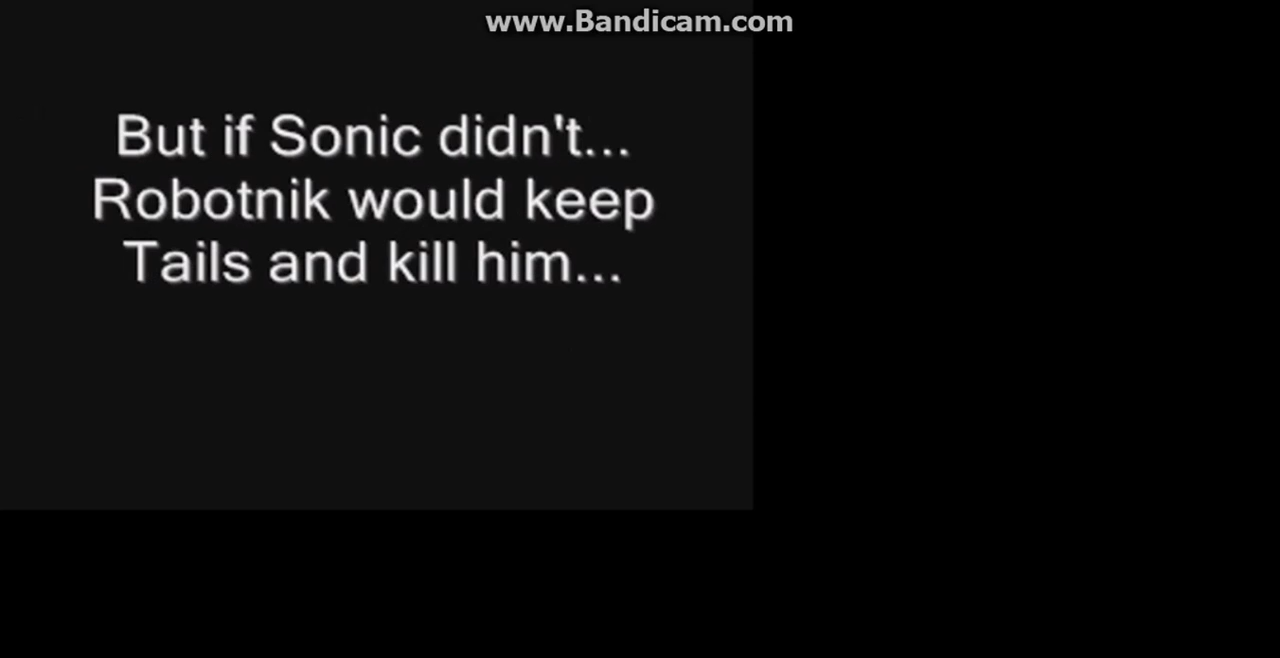 www.Bandicam.com
But if Sonic didn't...
Robotnik would keep
Tails and kill him...